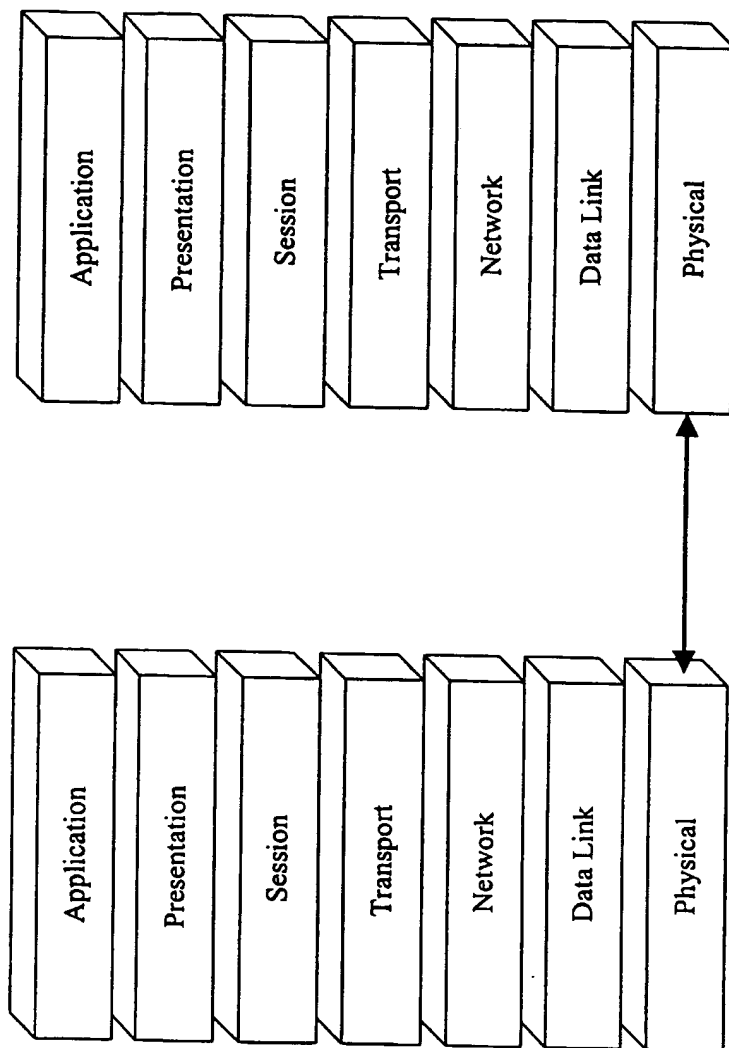 Application
Presentation
Session
Transport
Network
Data Link
Physical
Application
Presentation
Session
Transport
Network
Data Link
Physical